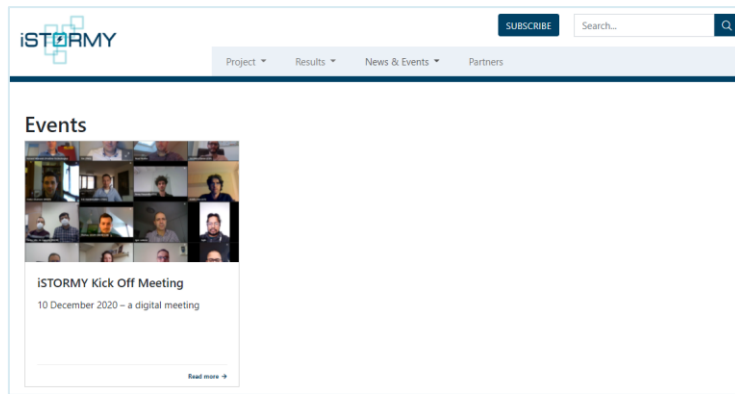 iSTORMY
SUBSCRIBE
Search...
Project
Results
News & Events
Partners
Events
iSTORMY Kick Off Meeting
10 December 2020 – a digital meeting
Read more →